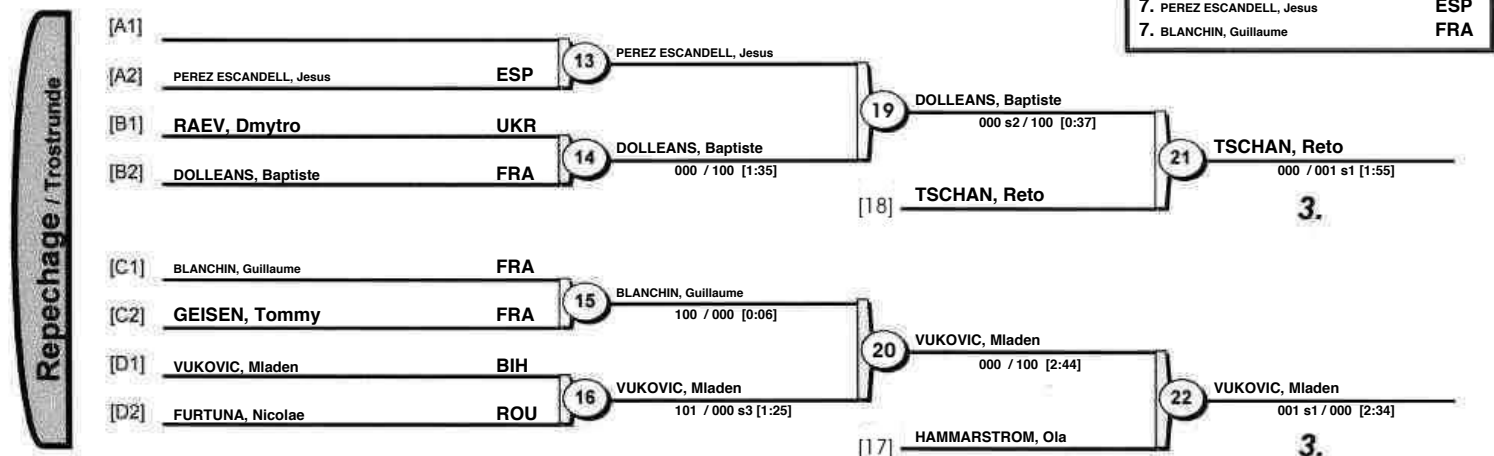 7. PEREZ ESCANDELL, Jesus ESP
7. BLANCHIN, Guillaume FRA
Repechage / Trostrunde
[A1]
[A2] PEREZ ESCANDELL, Jesus ESP
13 PEREZ ESCANDELL, Jesus
[B1] RAEV, Dmytro UKR
[B2] DOLLEANS, Baptiste FRA
14 DOLLEANS, Baptiste
000 / 100 [1:35]
19 DOLLEANS, Baptiste
000 s2 / 100 [0:37]
[18] TSCHAN, Reto
21 TSCHAN, Reto
000 / 001 s1 [1:55]
3.
[C1] BLANCHIN, Guillaume FRA
[C2] GEISEN, Tommy FRA
15 BLANCHIN, Guillaume
100 / 000 [0:06]
[D1] VUKOVIC, Mladen BIH
[D2] FURTUNA, Nicolae ROU
16 VUKOVIC, Mladen
101 / 000 s3 [1:25]
20 VUKOVIC, Mladen
000 / 100 [2:44]
[17] HAMMARSTROM, Ola
22 VUKOVIC, Mladen
001 s1 / 000 [2:34]
3.